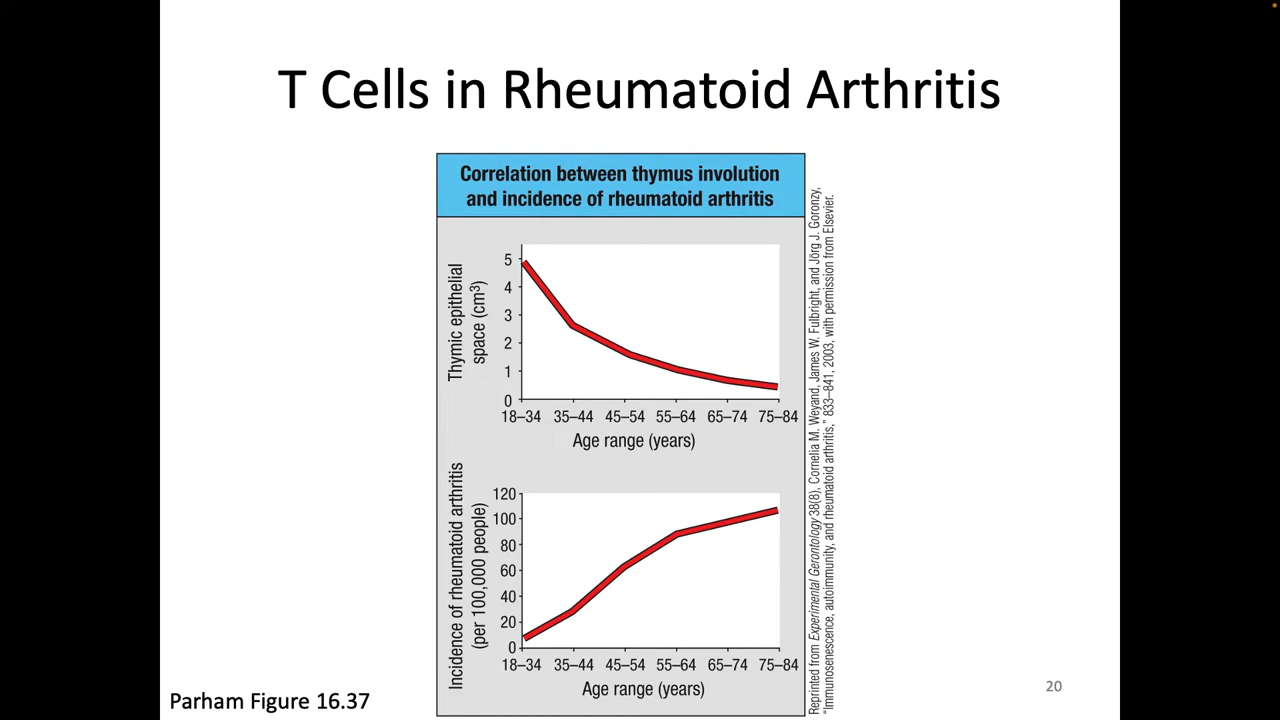 T Cells in Rheumatoid Arthritis
Correlation between thymus involution
and incidence of rheumatoid arthritis
Thymic epithelial
space (cm³)
5
4
3
2
1
0
18–34 35–44 45–54 55–64 65–74 75–84
Age range (years)
Incidence of rheumatoid arthritis
(per 100,000 people)
120
100
80
60
40
20
0
18–34 35–44 45–54 55–64 65–74 75–84
Age range (years)
Reprinted from Experimental Gerontology 38(8), Cornelia M. Weyand, James W. Fulbright, and Jörg J. Goronzy,
"Immunosenescence, autoimmunity, and rheumatoid arthritis," 833–841, 2003, with permission from Elsevier.
Parham Figure 16.37
20